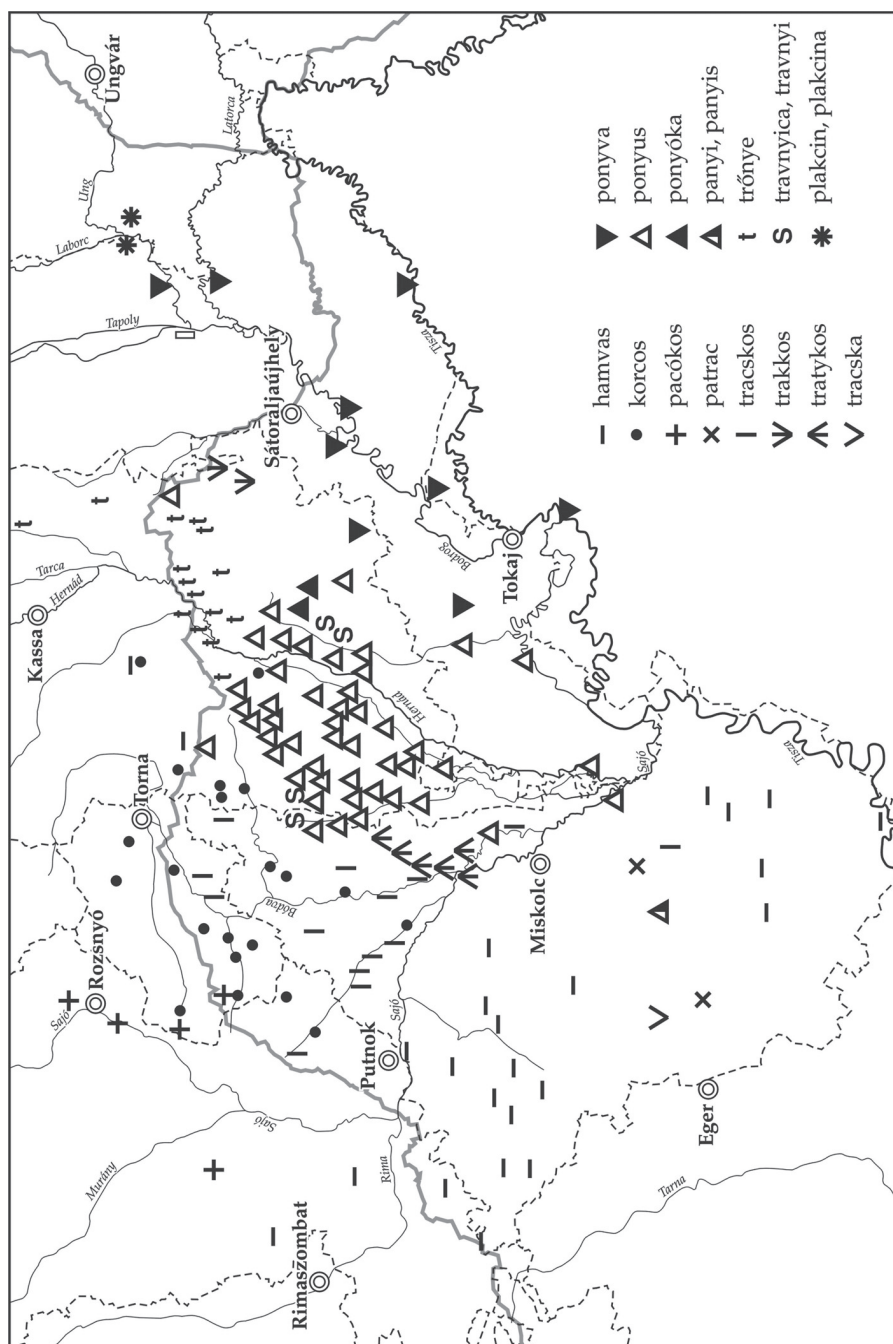 Kassa
Tarca
Hernád
Sajó
Laborc
Ung
Rozsnyó
Ungvár
Murány
Tapoly
Torna
Latorca
Sajó
Bódva
Sátoraljaújhely
Rimaszombat
Putnok
Rima
Sajó
Hernád
Tisza
Bodrog
Tokaj
Miskolc
Sajó
Tarna
Eger
Tisza
hamvas
korcos
pacókos
patrac
tracskos
trakkos
tratykos
tracska
ponyva
ponyus
ponyóka
panyi, panyis
t trőnye
S travnyica, travnyi
plakcin, plakcina